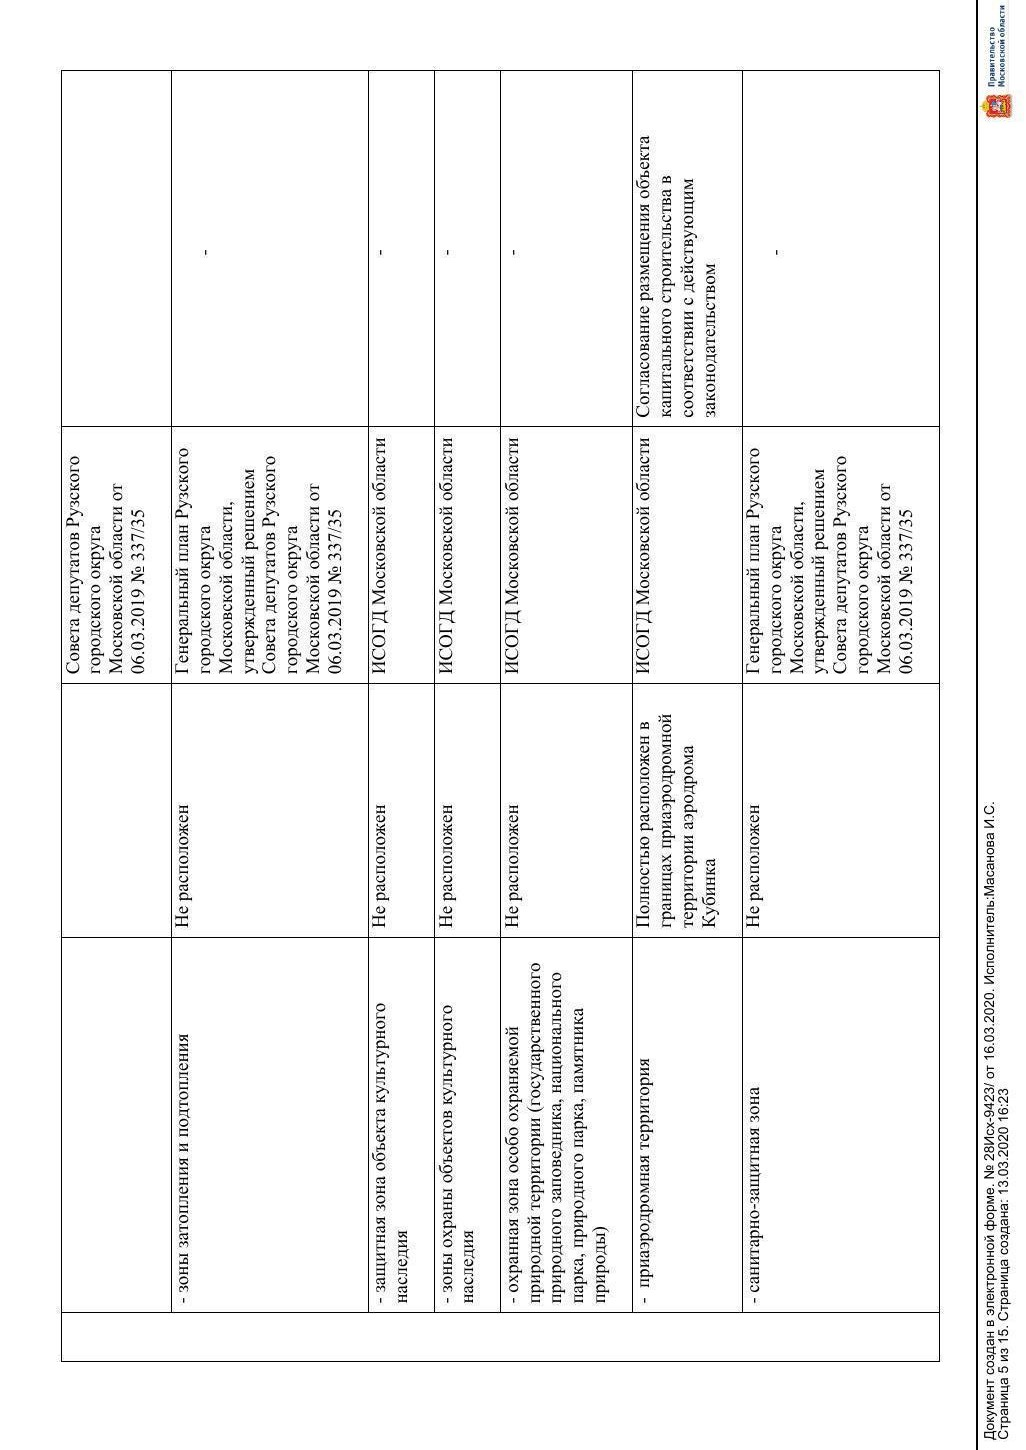 Совета депутатов Рузского
городского округа
Московской области от
06.03.2019 № 337/35
- зоны затопления и подтопления
Не расположен
Генеральный план Рузского
городского округа
Московской области,
утвержденный решением
Совета депутатов Рузского
городского округа
Московской области от
06.03.2019 № 337/35
-
- защитная зона объекта культурного
наследия
Не расположен
ИСОГД Московской области
-
- зоны охраны объектов культурного
наследия
Не расположен
ИСОГД Московской области
-
- охранная зона особо охраняемой
природной территории (государственного
природного заповедника, национального
парка, природного парка, памятника
природы)
Не расположен
ИСОГД Московской области
-
- приаэродромная территория
Полностью расположен в
границах приаэродромной
территории аэродрома
Кубинка
ИСОГД Московской области
Согласование размещения объекта
капитального строительства в
соответствии с действующим
законодательством
- санитарно-защитная зона
Не расположен
Генеральный план Рузского
городского округа
Московской области,
утвержденный решением
Совета депутатов Рузского
городского округа
Московской области от
06.03.2019 № 337/35
-
Документ создан в электронной форме. № 28Исх-9423/ от 16.03.2020. Исполнитель:Масанова И.С.
Страница 5 из 15. Страница создана: 13.03.2020 16:23
Правительство
Московской области